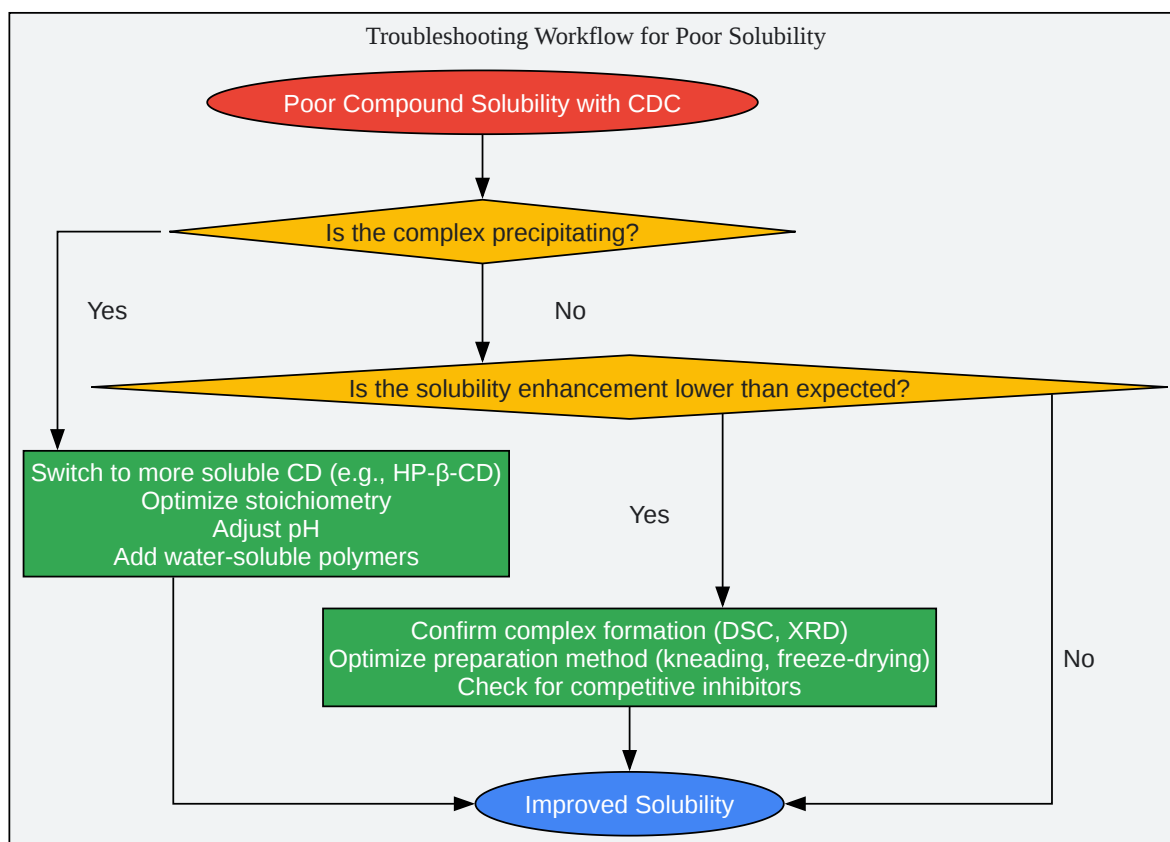 Troubleshooting Workflow for Poor Solubility
Poor Compound Solubility with CDC
Is the complex precipitating?
Yes
No
Is the solubility enhancement lower than expected?
Switch to more soluble CD (e.g., HP-β-CD)
Optimize stoichiometry
Adjust pH
Add water-soluble polymers
Yes
Confirm complex formation (DSC, XRD)
Optimize preparation method (kneading, freeze-drying)
Check for competitive inhibitors
No
Improved Solubility